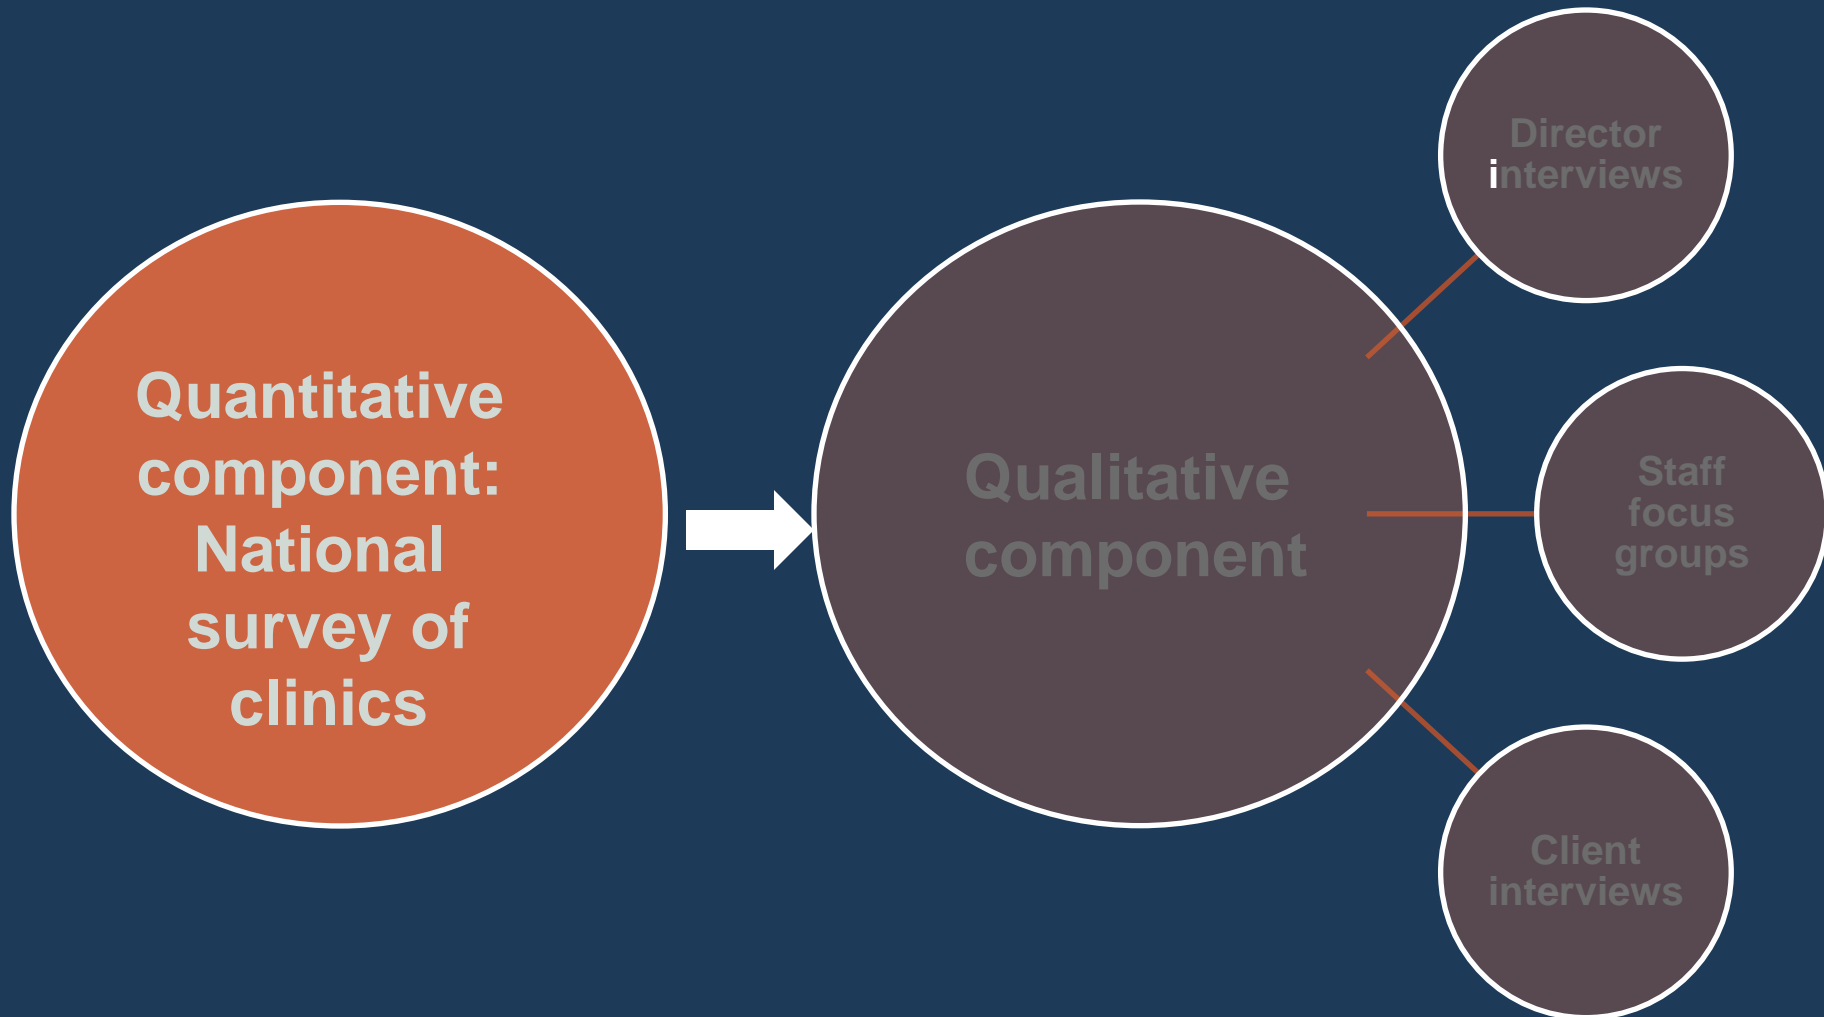 Quantitative
component:
National
survey of
clinics
Qualitative
component
Director
interviews
Staff
focus
groups
Client
interviews